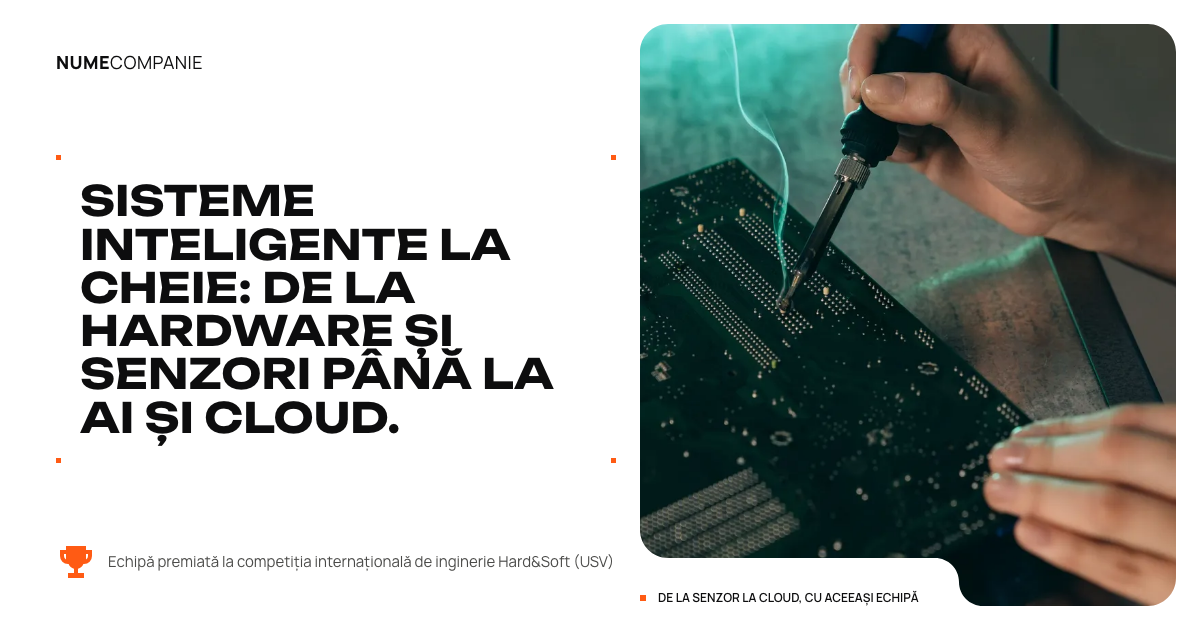 NUMECOMPANIE
SISTEME
INTELIGENTE LA
CHEIE: DE LA
HARDWARE ȘI
SENZORI PÂNĂ LA
AI ȘI CLOUD.
Echipă premiată la competiția internațională de inginerie Hard&Soft (USV)
DE LA SENZOR LA CLOUD, CU ACEEAȘI ECHIPĂ